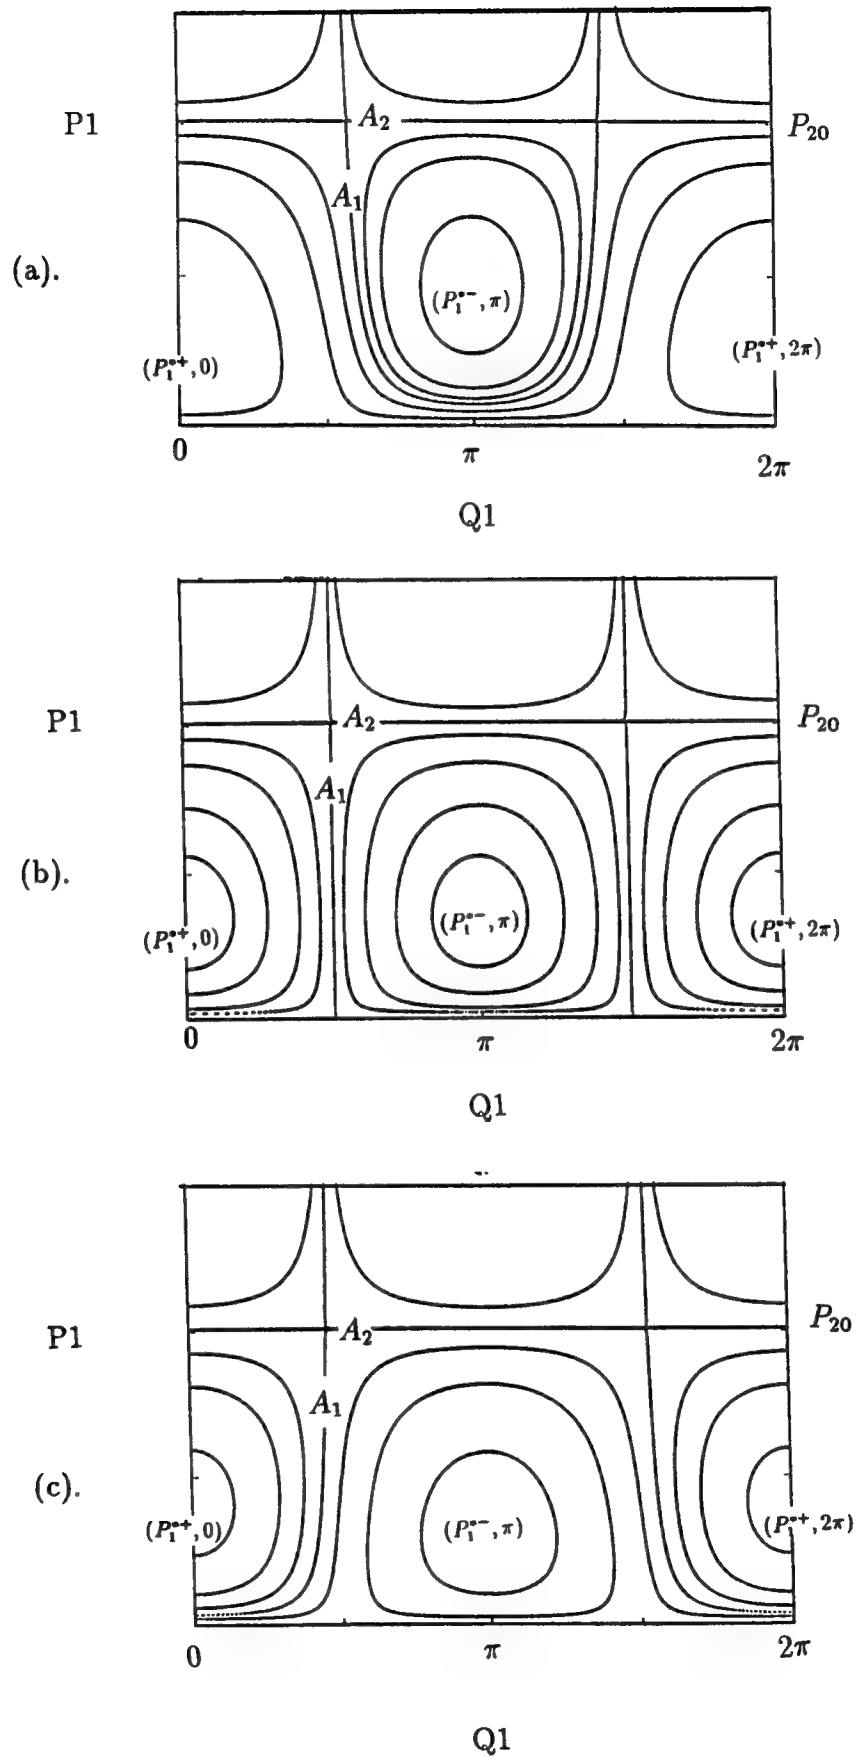 P1
A₂
P₂₀
A₁
(a).
(P₁*⁻, π)
(P₁*⁺, 0)
(P₁*⁺, 2π)
0
π
2π
Q1
P1
A₂
P₂₀
A₁
(b).
(P₁*⁺, 0)
(P₁*⁻, π)
(P₁*⁺, 2π)
0
π
2π
Q1
P1
A₂
P₂₀
A₁
(c).
(P₁*⁺, 0)
(P₁*⁻, π)
(P₁*⁺, 2π)
0
π
2π
Q1